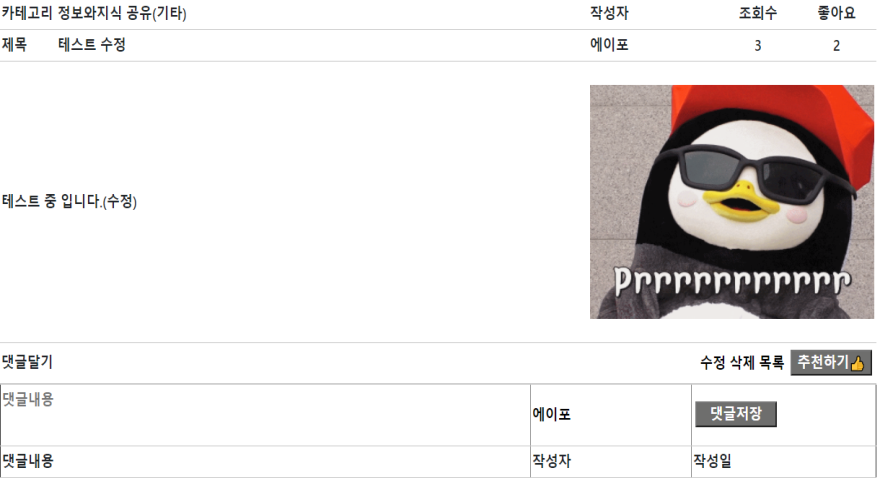 카테고리 정보와지식 공유(기타) 작성자 조회수 좋아요
제목 테스트 수정 에이포 3 2
테스트 중 입니다.(수정)
Prrrrrrrrrrrr
댓글달기 수정 삭제 목록 추천하기👍
댓글내용 에이포 댓글저장
댓글내용 작성자 작성일